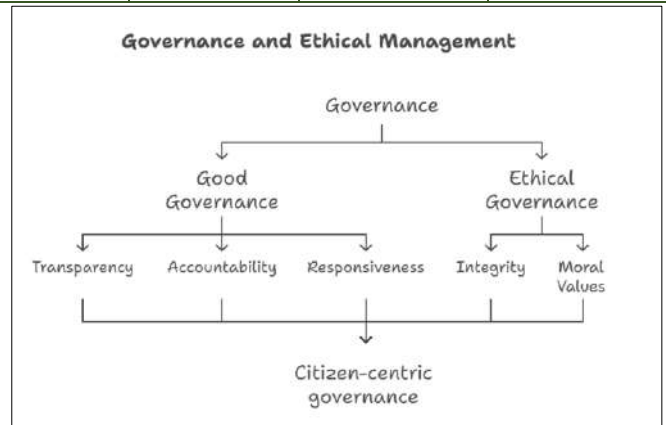 Governance and Ethical Management
Governance
Good
Governance
Ethical
Governance
Transparency
Accountability
Responsiveness
Integrity
Moral
Values
Citizen-centric
governance